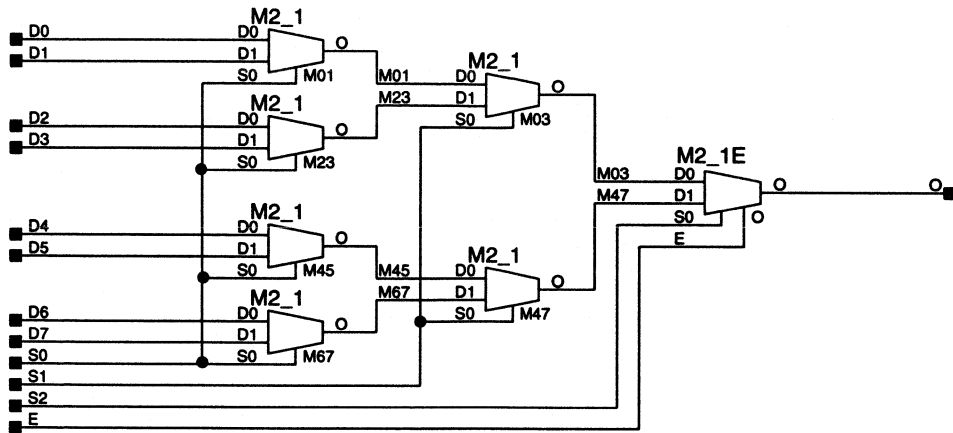 M2_1
D0 D0 O
D1 D1
S0 M01
M2_1
M01 D0 O
M23 D1
S0 M03
M2_1
D2 D0 O
D3 D1
S0 M23
M2_1E
M03 D0 O O
M47 D1
S0 O
E
M2_1
D4 D0 O
D5 D1
S0 M45
M2_1
M45 D0 O
M67 D1
S0 M47
M2_1
D6 D0 O
D7 D1
S0 S0 M67
S1
S2
E